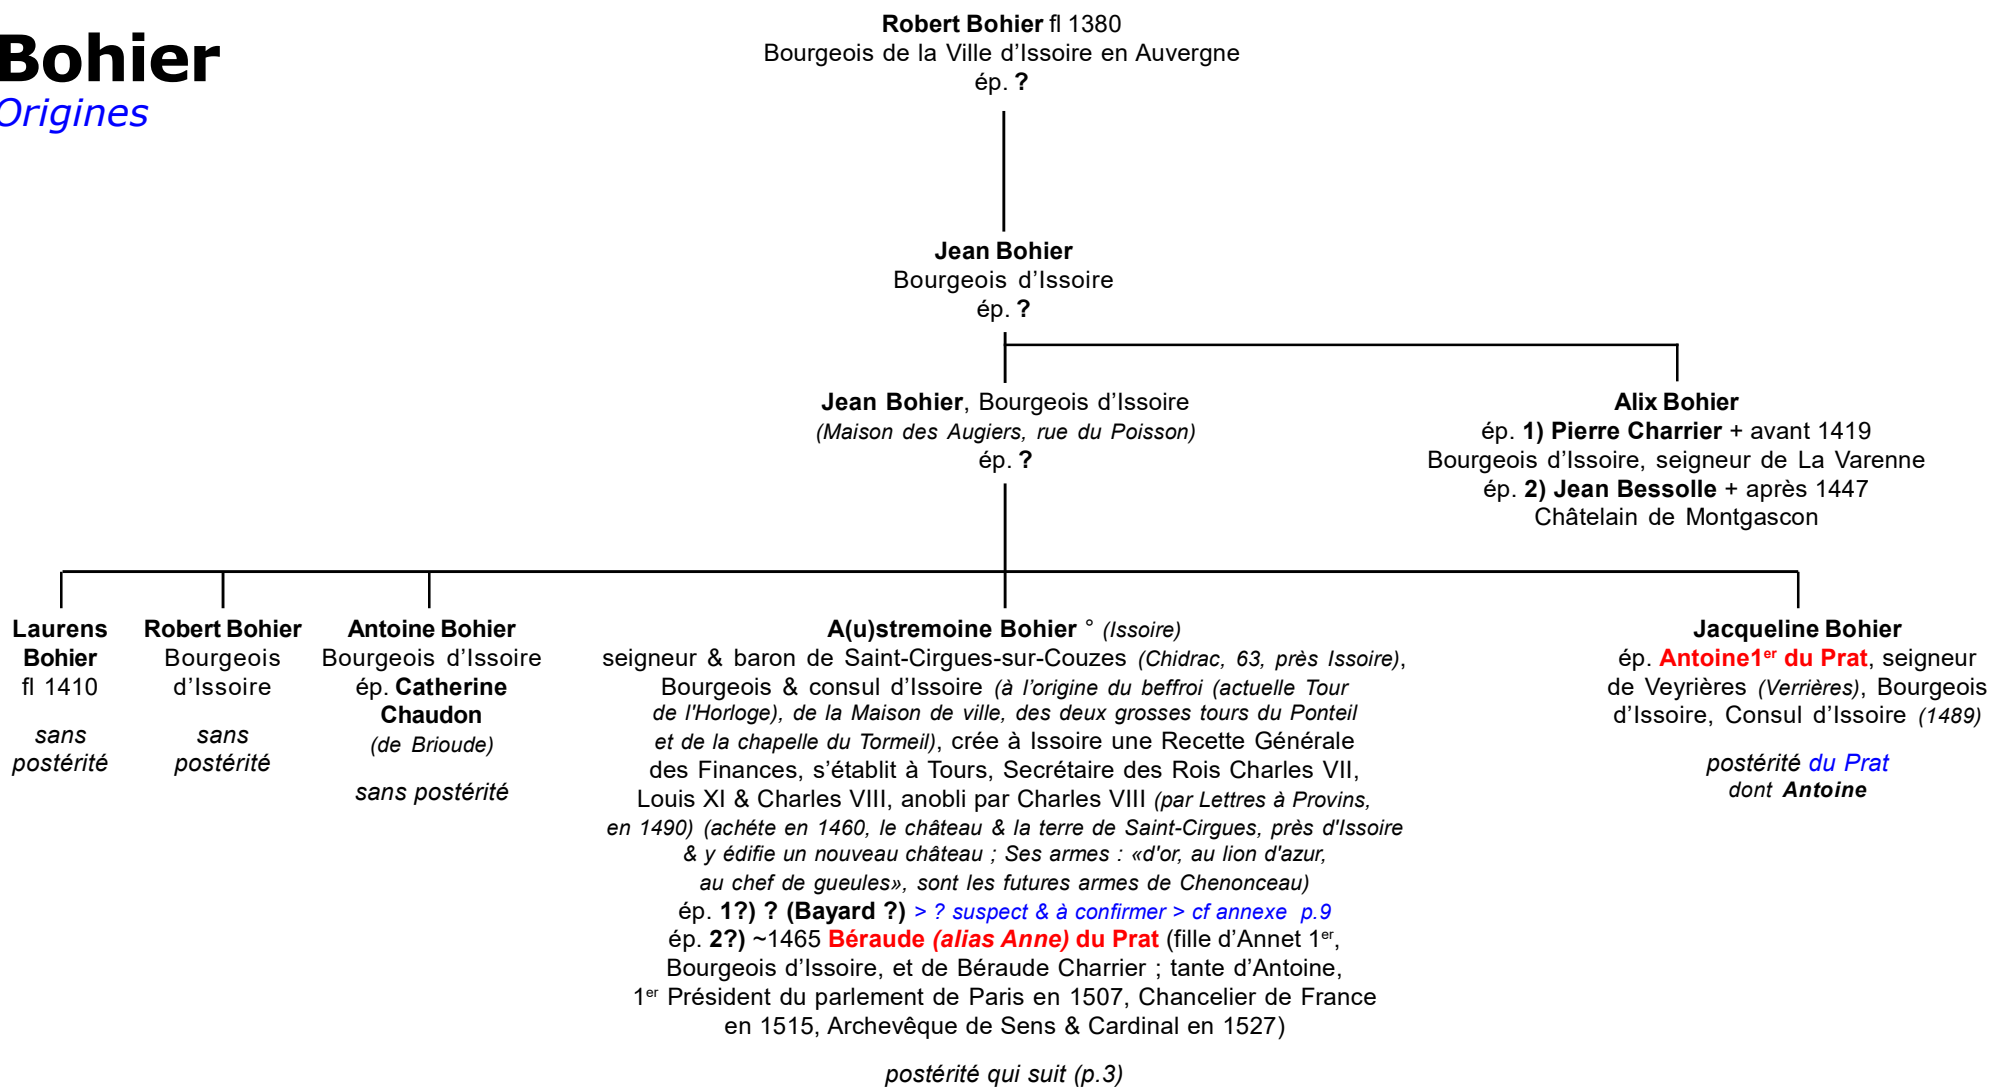 Bohier
Origines
Robert Bohier fl 1380
Bourgeois de la Ville d’Issoire en Auvergne
ép. ?
Jean Bohier
Bourgeois d’Issoire
ép. ?
Jean Bohier, Bourgeois d’Issoire
(Maison des Augiers, rue du Poisson)
ép. ?
Alix Bohier
ép. 1) Pierre Charrier + avant 1419
Bourgeois d’Issoire, seigneur de La Varenne
ép. 2) Jean Bessolle + après 1447
Châtelain de Montgascon
Laurens
Bohier
fl 1410
sans
postérité
Robert Bohier
Bourgeois
d’Issoire
sans
postérité
Antoine Bohier
Bourgeois d’Issoire
ép. Catherine
Chaudon
(de Brioude)
sans postérité
A(u)stremoine Bohier ° (Issoire)
seigneur & baron de Saint-Cirgues-sur-Couzes (Chidrac, 63, près Issoire),
Bourgeois & consul d’Issoire (à l’origine du beffroi (actuelle Tour
de l'Horloge), de la Maison de ville, des deux grosses tours du Ponteil
et de la chapelle du Tormeil), crée à Issoire une Recette Générale
des Finances, s’établit à Tours, Secrétaire des Rois Charles VII,
Louis XI & Charles VIII, anobli par Charles VIII (par Lettres à Provins,
en 1490) (achéte en 1460, le château & la terre de Saint-Cirgues, près d'Issoire
& y édifie un nouveau château ; Ses armes : «d'or, au lion d'azur,
au chef de gueules», sont les futures armes de Chenonceau)
ép. 1?) ? (Bayard ?) > ? suspect & à confirmer > cf annexe p.9
ép. 2?) ~1465 Béraude (alias Anne) du Prat (fille d’Annet 1er,
Bourgeois d’Issoire, et de Béraude Charrier ; tante d’Antoine,
1er Président du parlement de Paris en 1507, Chancelier de France
en 1515, Archevêque de Sens & Cardinal en 1527)
postérité qui suit (p.3)
Jacqueline Bohier
ép. Antoine1er du Prat, seigneur
de Veyrières (Verrières), Bourgeois
d’Issoire, Consul d’Issoire (1489)
postérité du Prat
dont Antoine